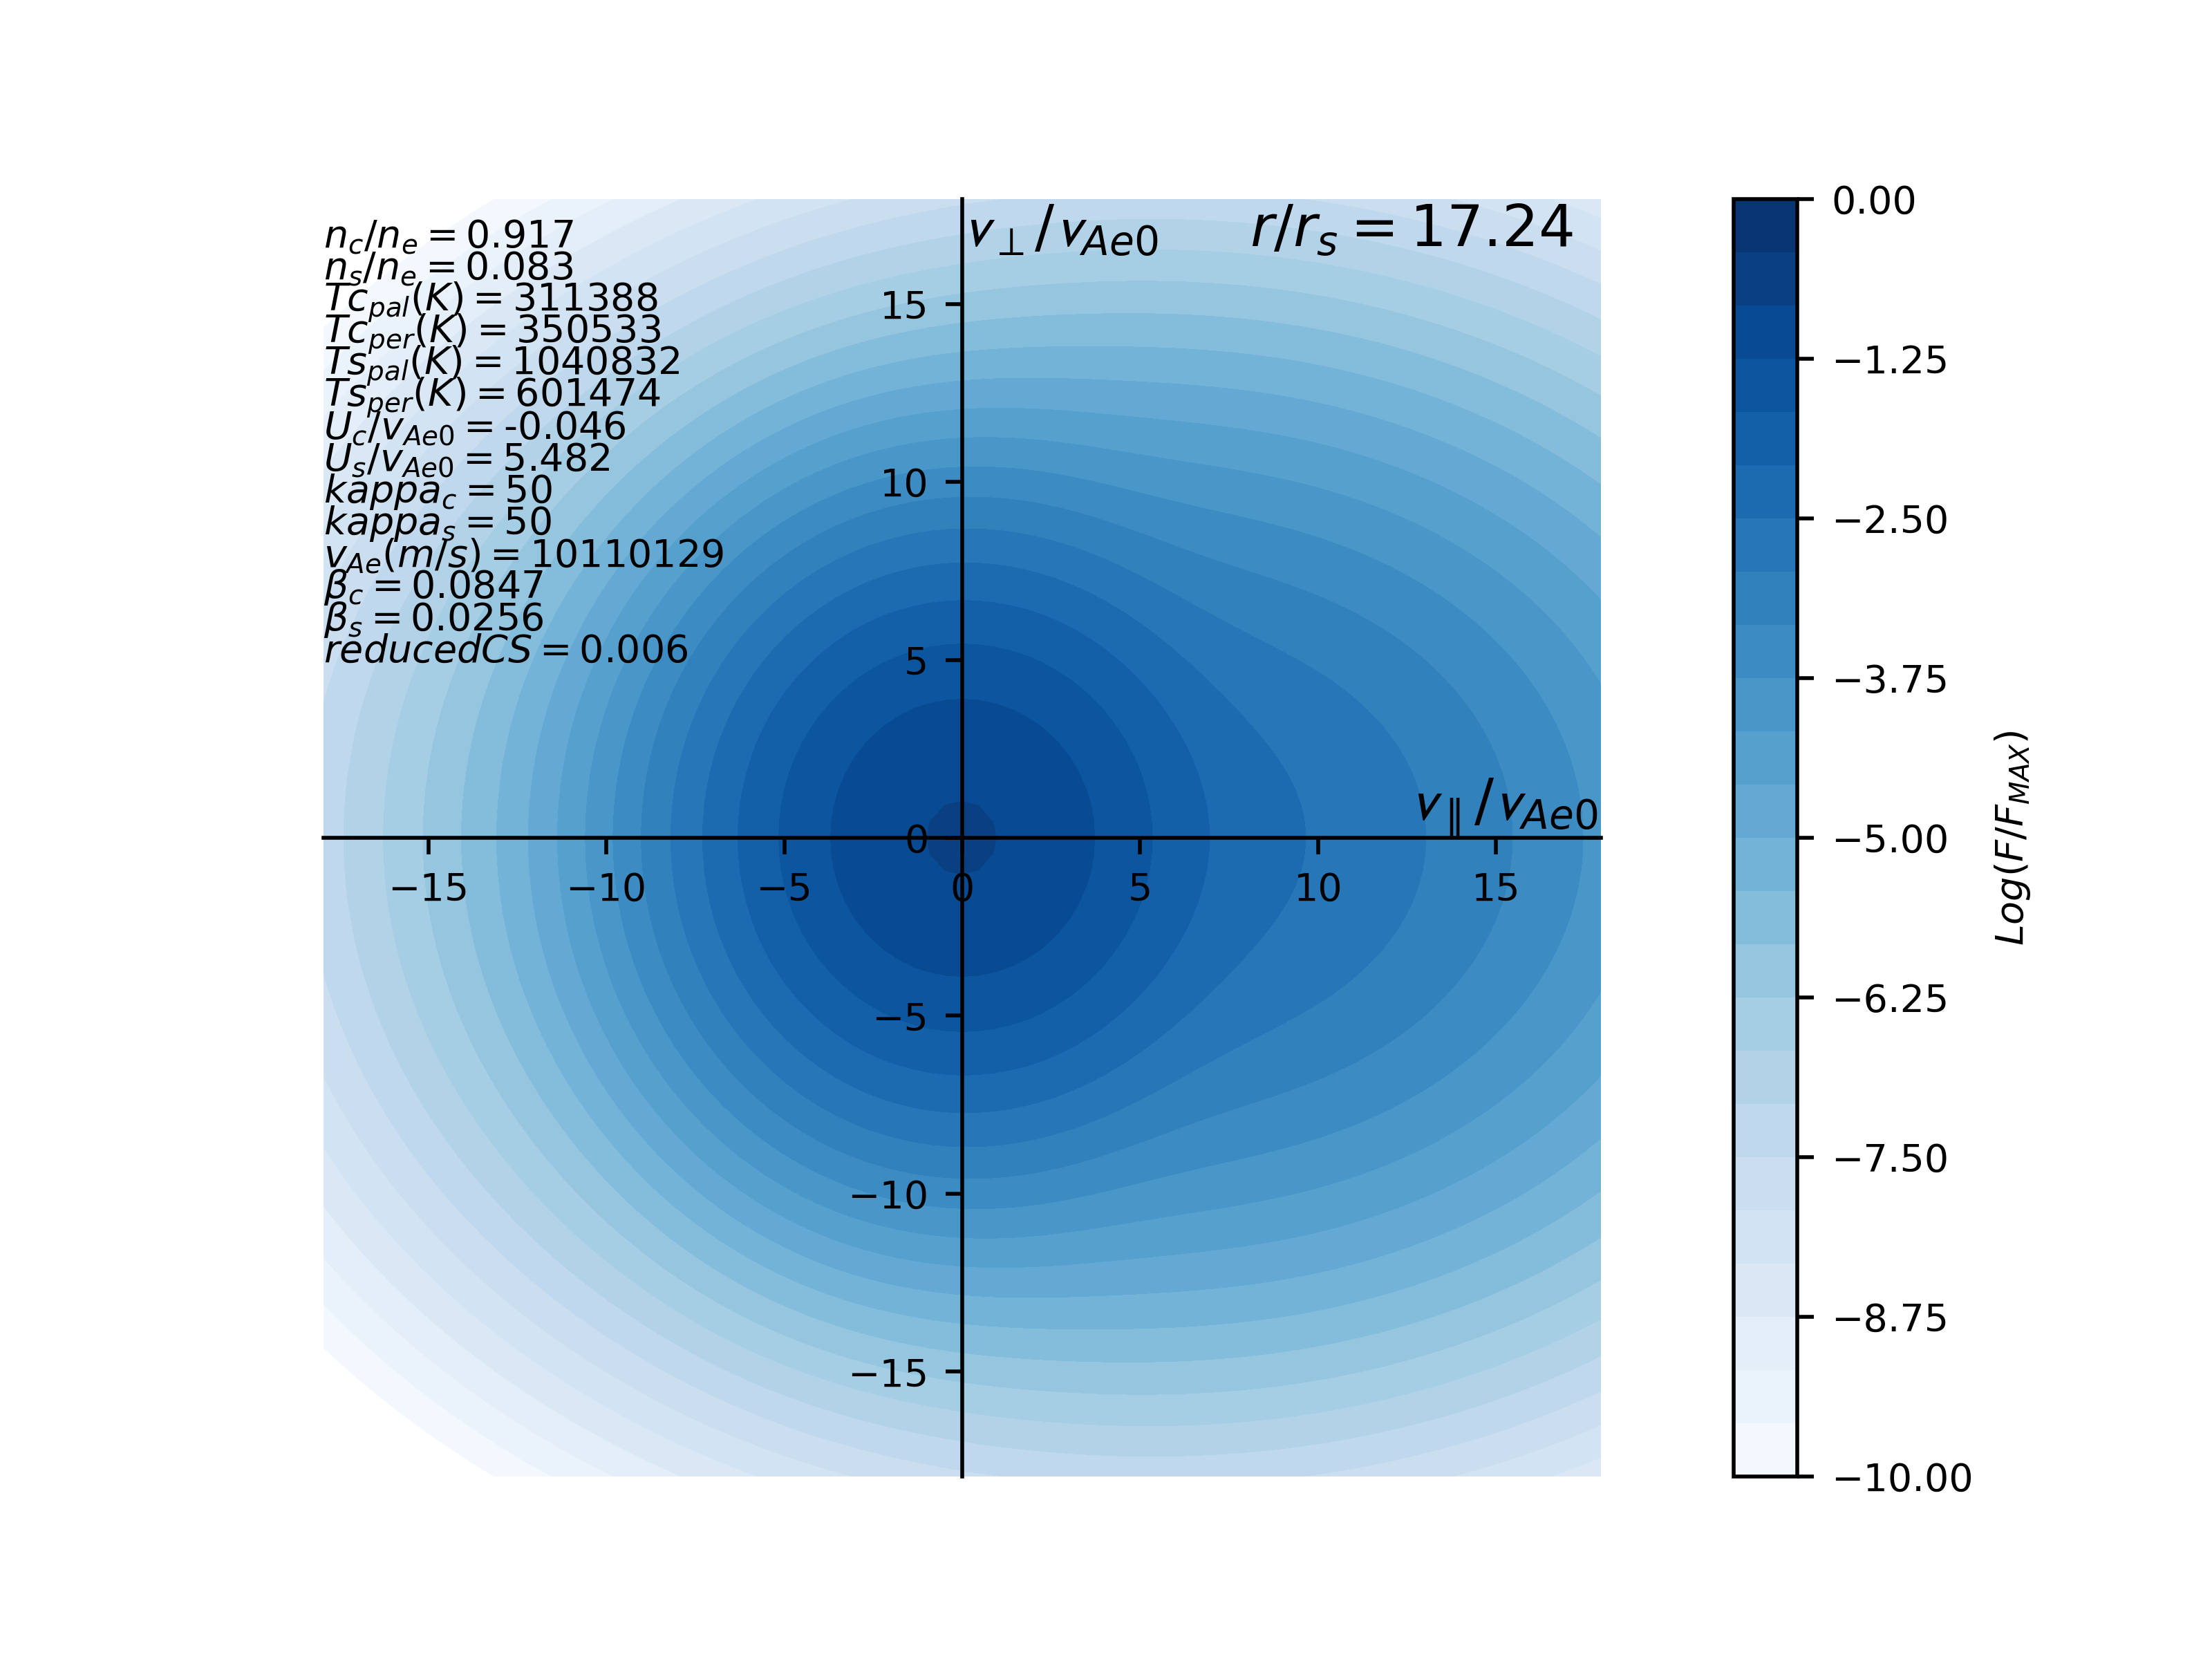 n_c/n_e = 0.917
n_s/n_e = 0.083
Tc_pal(K) = 311388
Tc_per(K) = 350533
Ts_pal(K) = 1040832
Ts_per(K) = 601474
U_c/v_Ae0 = -0.046
U_s/v_Ae0 = 5.482
kappa_c = 50
kappa_s = 50
v_Ae(m/s) = 10110129
β_c = 0.0847
β_s = 0.0256
reducedCS = 0.006
v_⊥/v_Ae0
r/r_s = 17.24
15
10
5
0
−5
−10
−15
−15
−10
−5
0
5
10
15
v_∥/v_Ae0
0.00
−1.25
−2.50
−3.75
−5.00
−6.25
−7.50
−8.75
−10.00
Log(F/F_MAX)